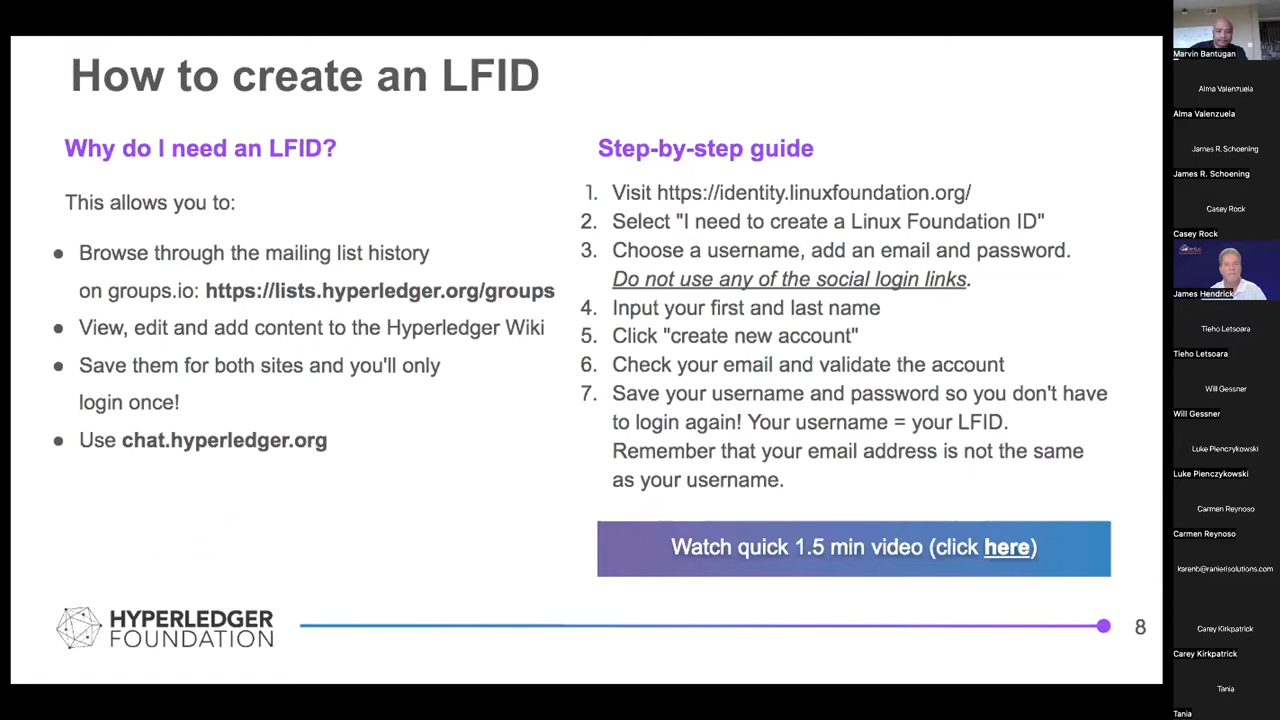 How to create an LFID
Why do I need an LFID?
This allows you to:
● Browse through the mailing list history
on groups.io: https://lists.hyperledger.org/groups
● View, edit and add content to the Hyperledger Wiki
● Save them for both sites and you'll only
login once!
● Use chat.hyperledger.org
Step-by-step guide
1. Visit https://identity.linuxfoundation.org/
2. Select "I need to create a Linux Foundation ID"
3. Choose a username, add an email and password.
Do not use any of the social login links.
4. Input your first and last name
5. Click "create new account"
6. Check your email and validate the account
7. Save your username and password so you don't have
to login again! Your username = your LFID.
Remember that your email address is not the same
as your username.
Watch quick 1.5 min video (click here)
HYPERLEDGER
FOUNDATION
8
Marvin Bantugan
Alma Valenzuela
Alma Valenzuela
James R. Schoening
James R. Schoening
Casey Rock
Casey Rock
James Hendrick
Tieho Letsoara
Tieho Letsoara
Will Gessner
Will Gessner
Luke Pienczykowski
Luke Pienczykowski
Carmen Reynoso
Carmen Reynoso
karenb@ranierisolutions.com
Carey Kirkpatrick
Carey Kirkpatrick
Tania
Tania